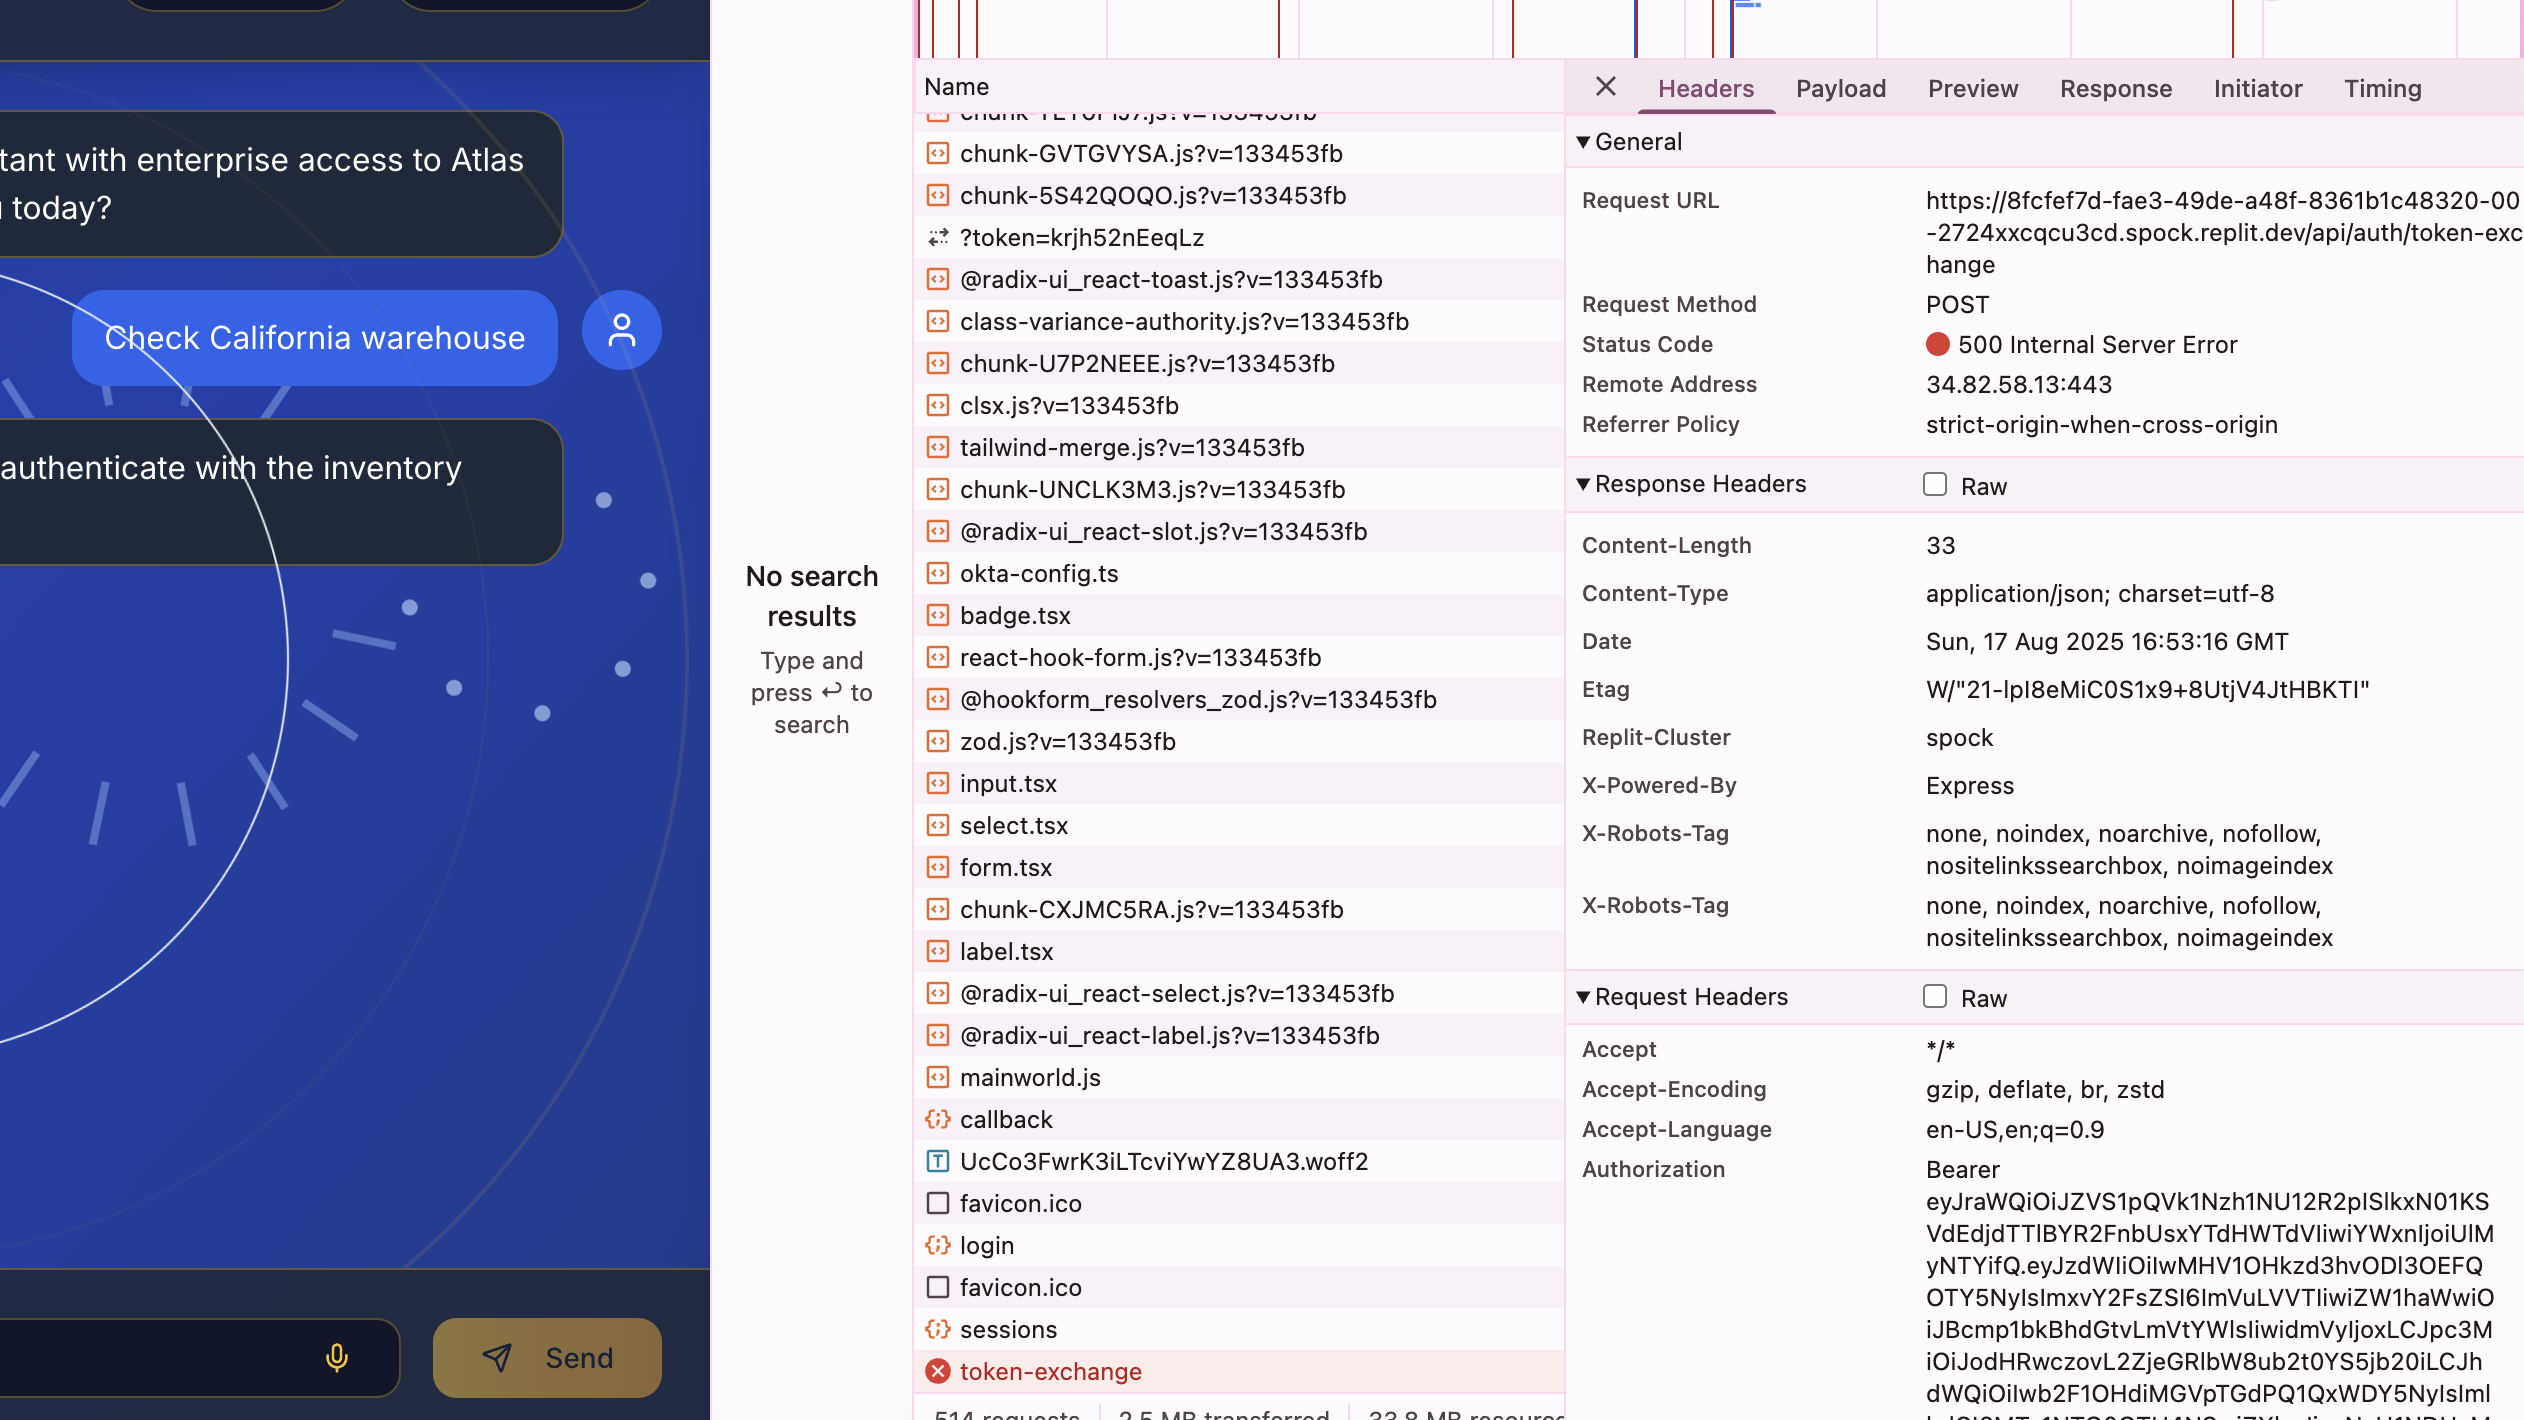 tant with enterprise access to Atlas
today?
Check California warehouse
authenticate with the inventory
Send
No search
results
Type and
press ↩ to
search
Name
chunk-GVTGVYSA.js?v=133453fb
chunk-5S42QOQO.js?v=133453fb
?token=krjh52nEeqLz
@radix-ui_react-toast.js?v=133453fb
class-variance-authority.js?v=133453fb
chunk-U7P2NEEE.js?v=133453fb
clsx.js?v=133453fb
tailwind-merge.js?v=133453fb
chunk-UNCLK3M3.js?v=133453fb
@radix-ui_react-slot.js?v=133453fb
okta-config.ts
badge.tsx
react-hook-form.js?v=133453fb
@hookform_resolvers_zod.js?v=133453fb
zod.js?v=133453fb
input.tsx
select.tsx
form.tsx
chunk-CXJMC5RA.js?v=133453fb
label.tsx
@radix-ui_react-select.js?v=133453fb
@radix-ui_react-label.js?v=133453fb
mainworld.js
callback
UcCo3FwrK3iLTcviYwYZ8UA3.woff2
favicon.ico
login
favicon.ico
sessions
token-exchange
514 requests 2.5 MB transferred
Headers Payload Preview Response Initiator Timing
General
Request URL https://8fcfef7d-fae3-49de-a48f-8361b1c48320-00
-2724xxcqcu3cd.spock.replit.dev/api/auth/token-exc
hange
Request Method POST
Status Code 500 Internal Server Error
Remote Address 34.82.58.13:443
Referrer Policy strict-origin-when-cross-origin
Response Headers Raw
Content-Length 33
Content-Type application/json; charset=utf-8
Date Sun, 17 Aug 2025 16:53:16 GMT
Etag W/"21-lpI8eMiC0S1x9+8UtjV4JtHBKTI"
Replit-Cluster spock
X-Powered-By Express
X-Robots-Tag none, noindex, noarchive, nofollow,
nositelinkssearchbox, noimageindex
X-Robots-Tag none, noindex, noarchive, nofollow,
nositelinkssearchbox, noimageindex
Request Headers Raw
Accept */*
Accept-Encoding gzip, deflate, br, zstd
Accept-Language en-US,en;q=0.9
Authorization Bearer
eyJraWQiOiJZVS1pQVk1Nzh1NU12R2pISlkxN01KS
VdEdjdTTlBYR2FnbUsxYTdHWTdVIiwiYWxnIjoiUlM
yNTYifQ.eyJzdWIiOiIwMHV1OHkzd3hvODl3OEFQ
OTY5NyIsImxvY2FsZSI6ImVuLVVTIiwiZW1haWwiO
iJBcmp1bkBhdGtvLmVtYWlsIiwidmVyIjoxLCJpc3M
iOiJodHRwczovL2ZjeGRlbW8ub2t0YS5jb20iLCJh
dWQiOiIwb2F1OHdiMGVpTGdPQ1QxWDY5NyIsIml